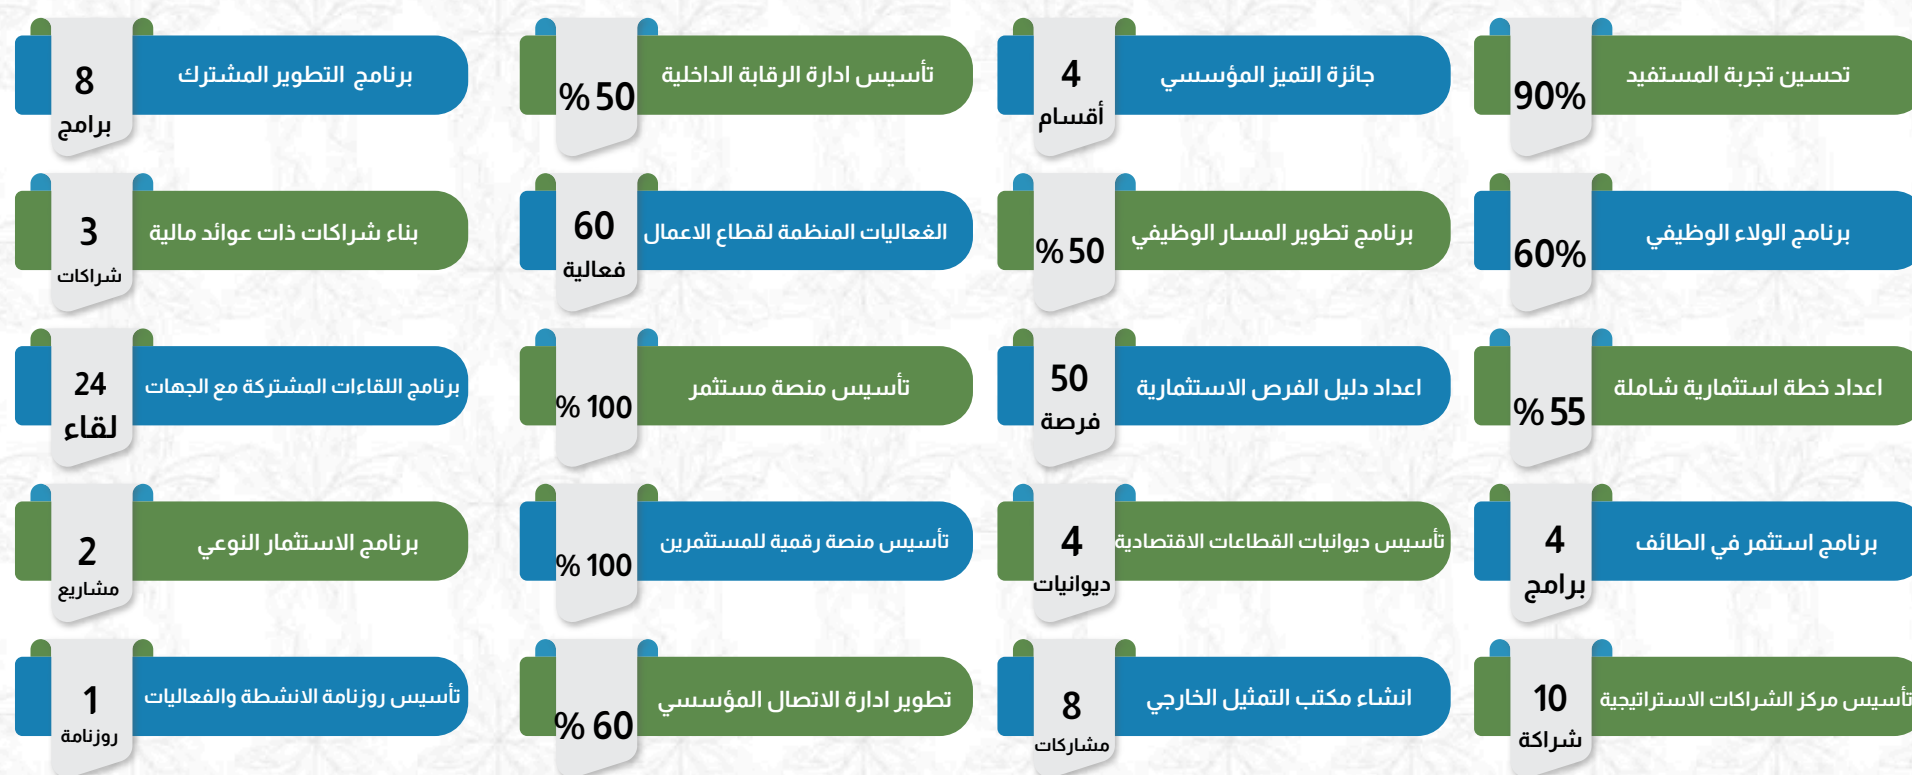 تحسين تجربة المستفيد
90%
جائزة التميز المؤسسي
4
أقسام
تأسيس ادارة الرقابة الداخلية
50 %
برنامج التطوير المشترك
8
برامج
برنامج الولاء الوظيفي
60%
برنامج تطوير المسار الوظيفي
50 %
الغعاليات المنظمة لقطاع الاعمال
60
فعالية
بناء شراكات ذات عوائد مالية
3
شراكات
اعداد خطة استثمارية شاملة
55 %
اعداد دليل الفرص الاستثمارية
50
فرصة
تأسيس منصة مستثمر
100 %
برنامج اللقاءات المشتركة مع الجهات
24
لقاء
برنامج استثمر في الطائف
4
برامج
تأسيس ديوانيات القطاعات الاقتصادية
4
ديوانيات
تأسيس منصة رقمية للمستثمرين
100 %
برنامج الاستثمار النوعي
2
مشاريع
تأسيس مركز الشراكات الاستراتيجية
10
شراكة
انشاء مكتب التمثيل الخارجي
8
مشاركات
تطوير ادارة الاتصال المؤسسي
60 %
تأسيس روزنامة الانشطة والفعاليات
1
روزنامة